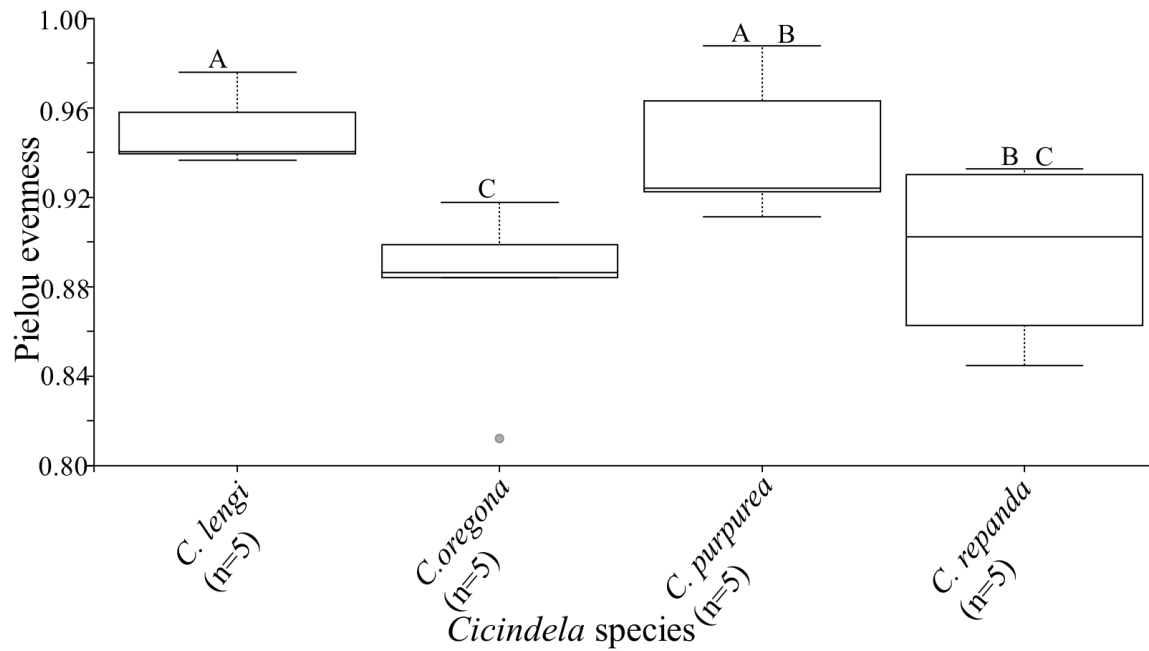 1.00
0.96
0.92
0.88
0.84
0.80
Pielou evenness
A
C
A B
B C
C. lengi
(n=5)
C.oregona
(n=5)
C. purpurea
(n=5)
C. repanda
(n=5)
Cicindela species